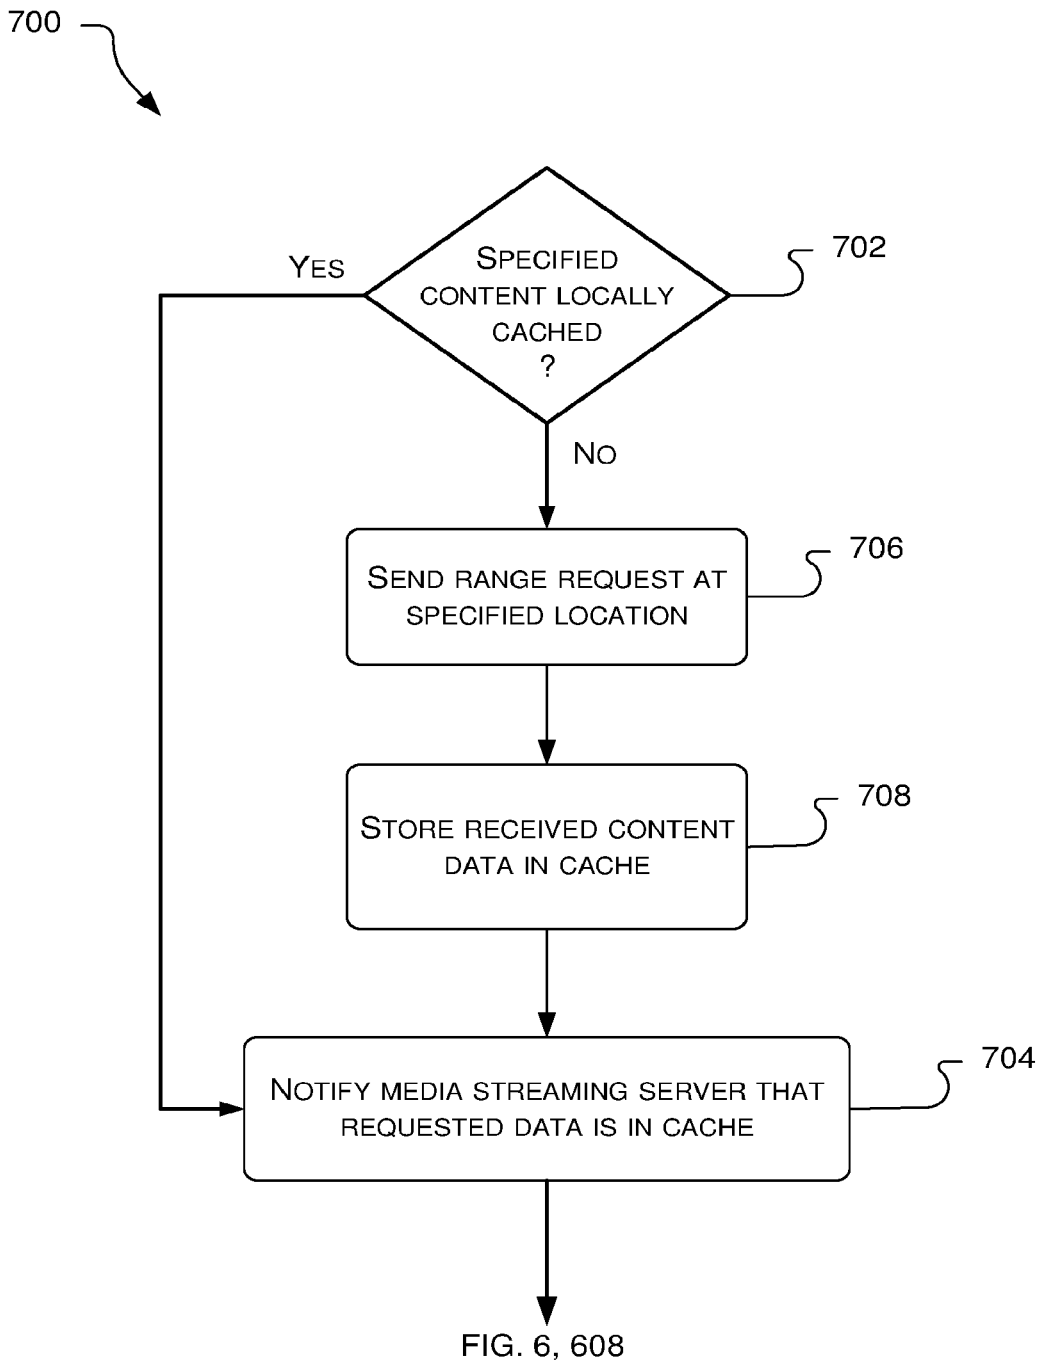 700
SPECIFIED
CONTENT LOCALLY
CACHED
?
702
YES
NO
SEND RANGE REQUEST AT
SPECIFIED LOCATION
706
STORE RECEIVED CONTENT
DATA IN CACHE
708
NOTIFY MEDIA STREAMING SERVER THAT
REQUESTED DATA IS IN CACHE
704
FIG. 6, 608